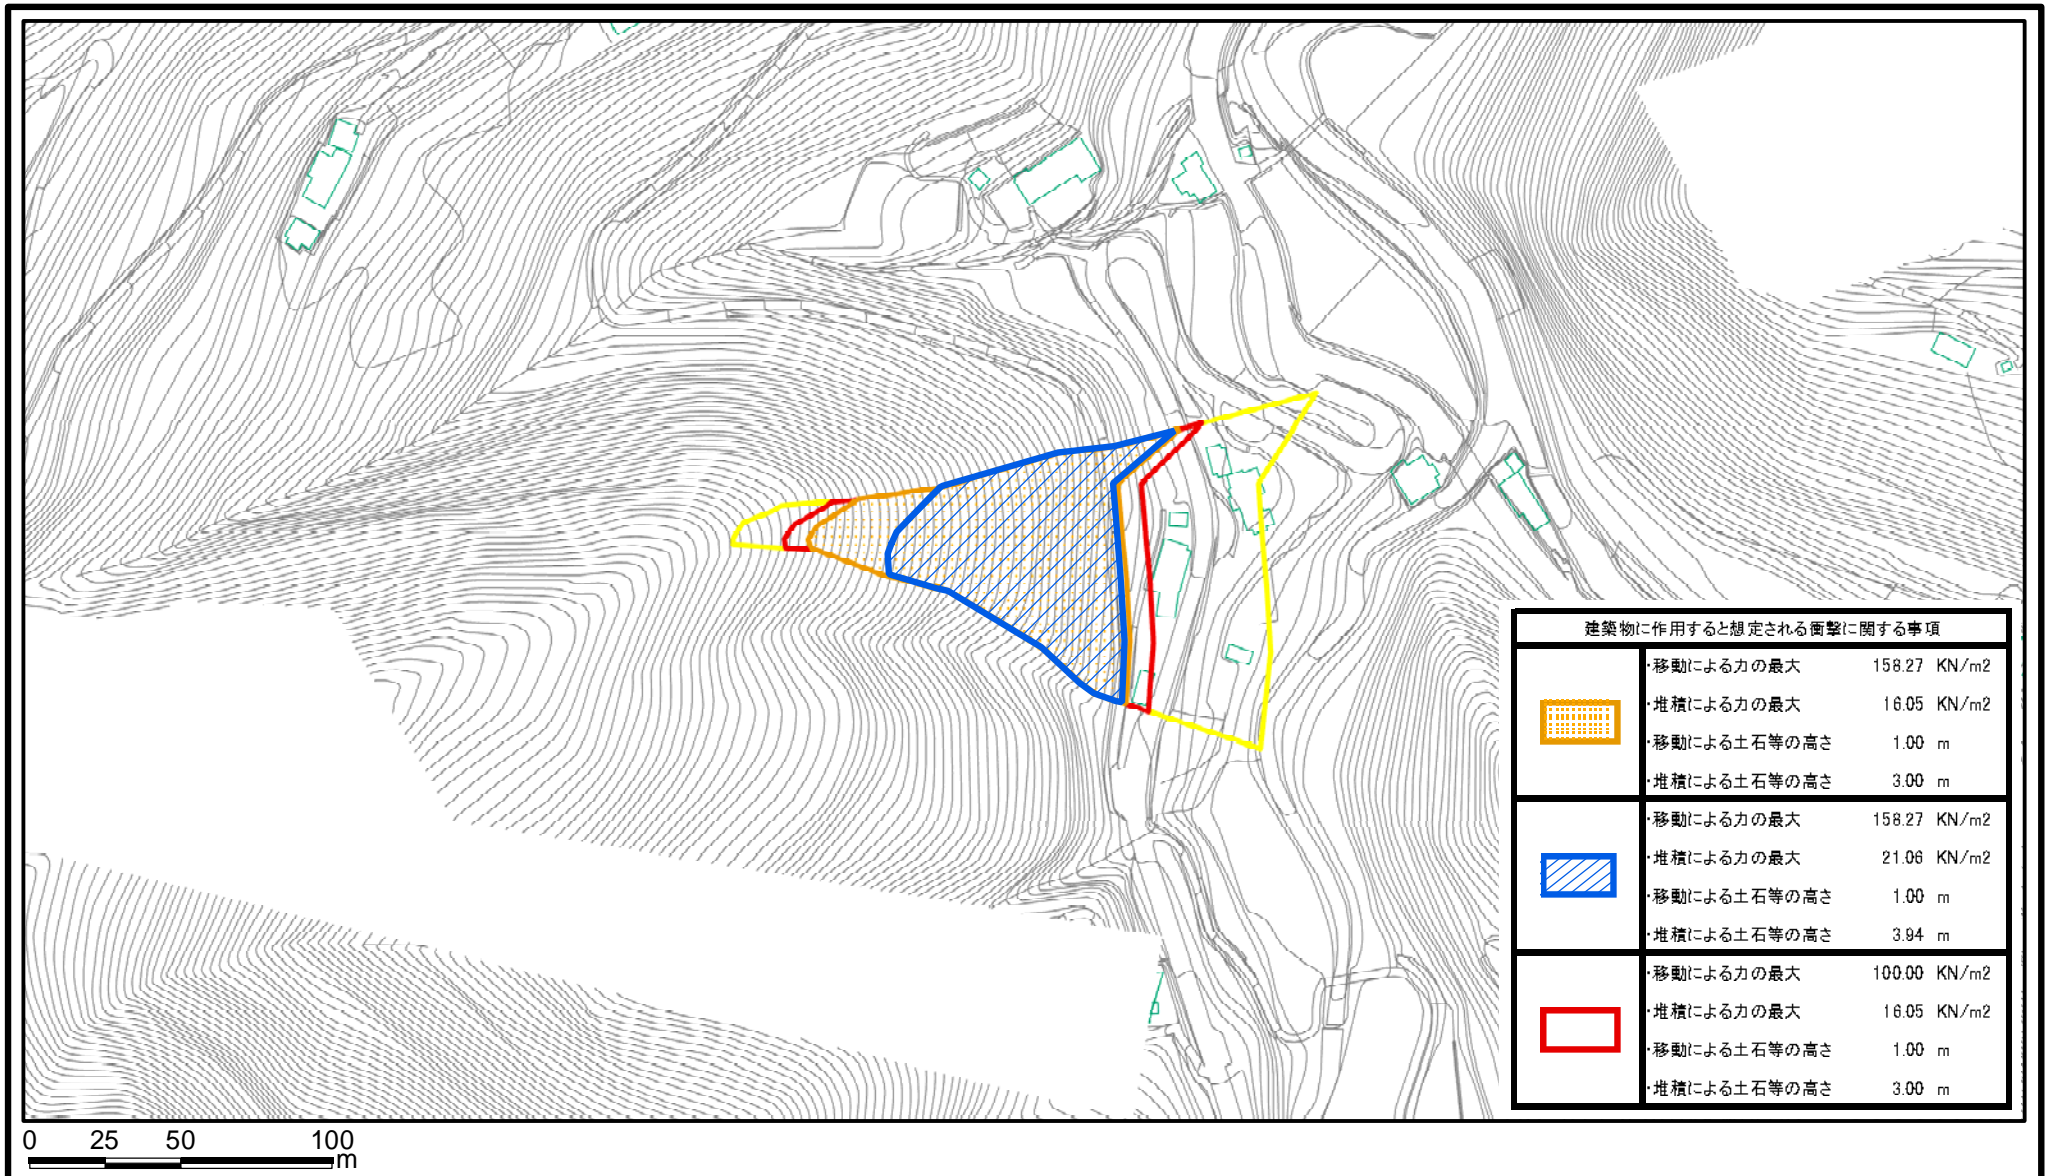 建築物に作用すると想定される衝撃に関する事項
・移動による力の最大 158.27 KN/m2
・堆積による力の最大 16.05 KN/m2
・移動による土石等の高さ 1.00 m
・堆積による土石等の高さ 3.00 m
・移動による力の最大 158.27 KN/m2
・堆積による力の最大 21.06 KN/m2
・移動による土石等の高さ 1.00 m
・堆積による土石等の高さ 3.94 m
・移動による力の最大 100.00 KN/m2
・堆積による力の最大 16.05 KN/m2
・移動による土石等の高さ 1.00 m
・堆積による土石等の高さ 3.00 m
0 25 50 100
m